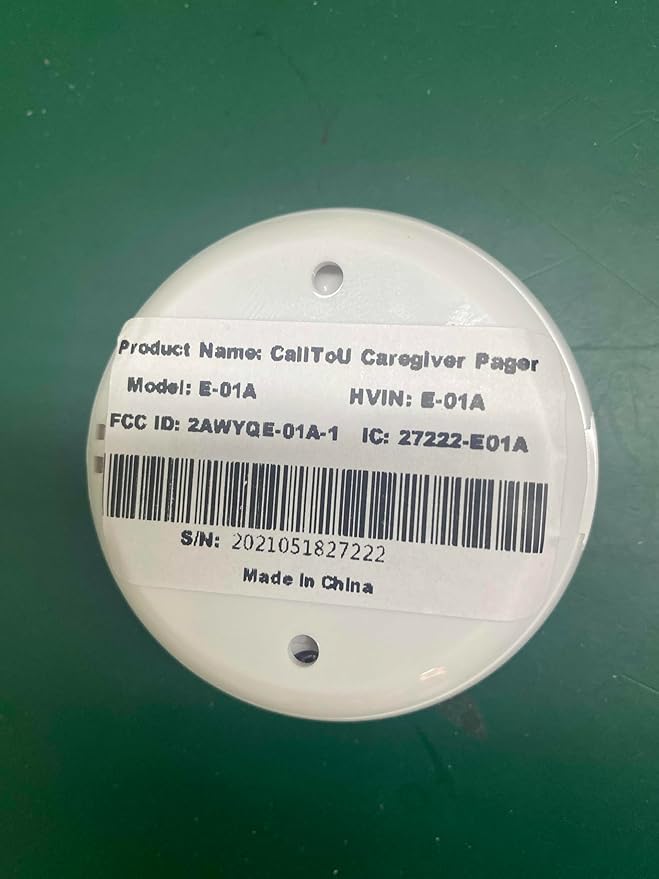 Product Name: CallToU Caregiver Pager
Model: E-01A HVIN: E-01A
FCC ID: 2AWYQE-01A-1 IC: 27222-E01A
S/N: 2021051827222
Made in China